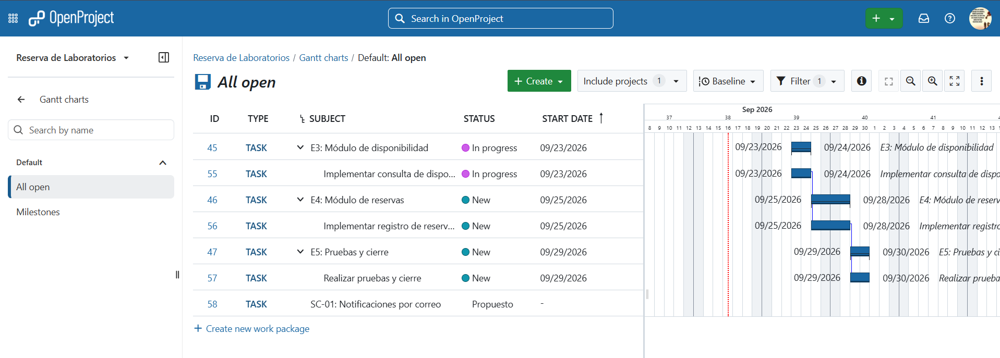 OpenProject
Search in OpenProject
+
Reserva de Laboratorios
Gantt charts
Search by name
Default
All open
Milestones
Reserva de Laboratorios / Gantt charts / Default: All open
All open
+ Create
Include projects 1
Baseline
Filter 1
ID TYPE SUBJECT STATUS START DATE
45 TASK E3: Módulo de disponibilidad In progress 09/23/2026
55 TASK Implementar consulta de dispo... In progress 09/23/2026
46 TASK E4: Módulo de reservas New 09/25/2026
56 TASK Implementar registro de reserv... New 09/25/2026
47 TASK E5: Pruebas y cierre New 09/29/2026
57 TASK Realizar pruebas y cierre New 09/29/2026
58 TASK SC-01: Notificaciones por correo Propuesto -
+ Create new work package
Sep 2026
37 38 39 40 41 4
8 9 10 11 12 13 14 15 16 17 18 19 20 21 22 23 24 25 26 27 28 29 30 1 2 3 4 5 6 7 8 9 10 11 12 13
09/23/2026 09/24/2026 E3: Módulo de disponibilidad
09/23/2026 09/24/2026 Implementar consulta de dispo
09/25/2026 09/28/2026 E4: Módulo de reserv
09/25/2026 09/28/2026 Implementar registro
09/29/2026 09/30/2026 E5: Pruebas y ci
09/29/2026 09/30/2026 Realizar prueba